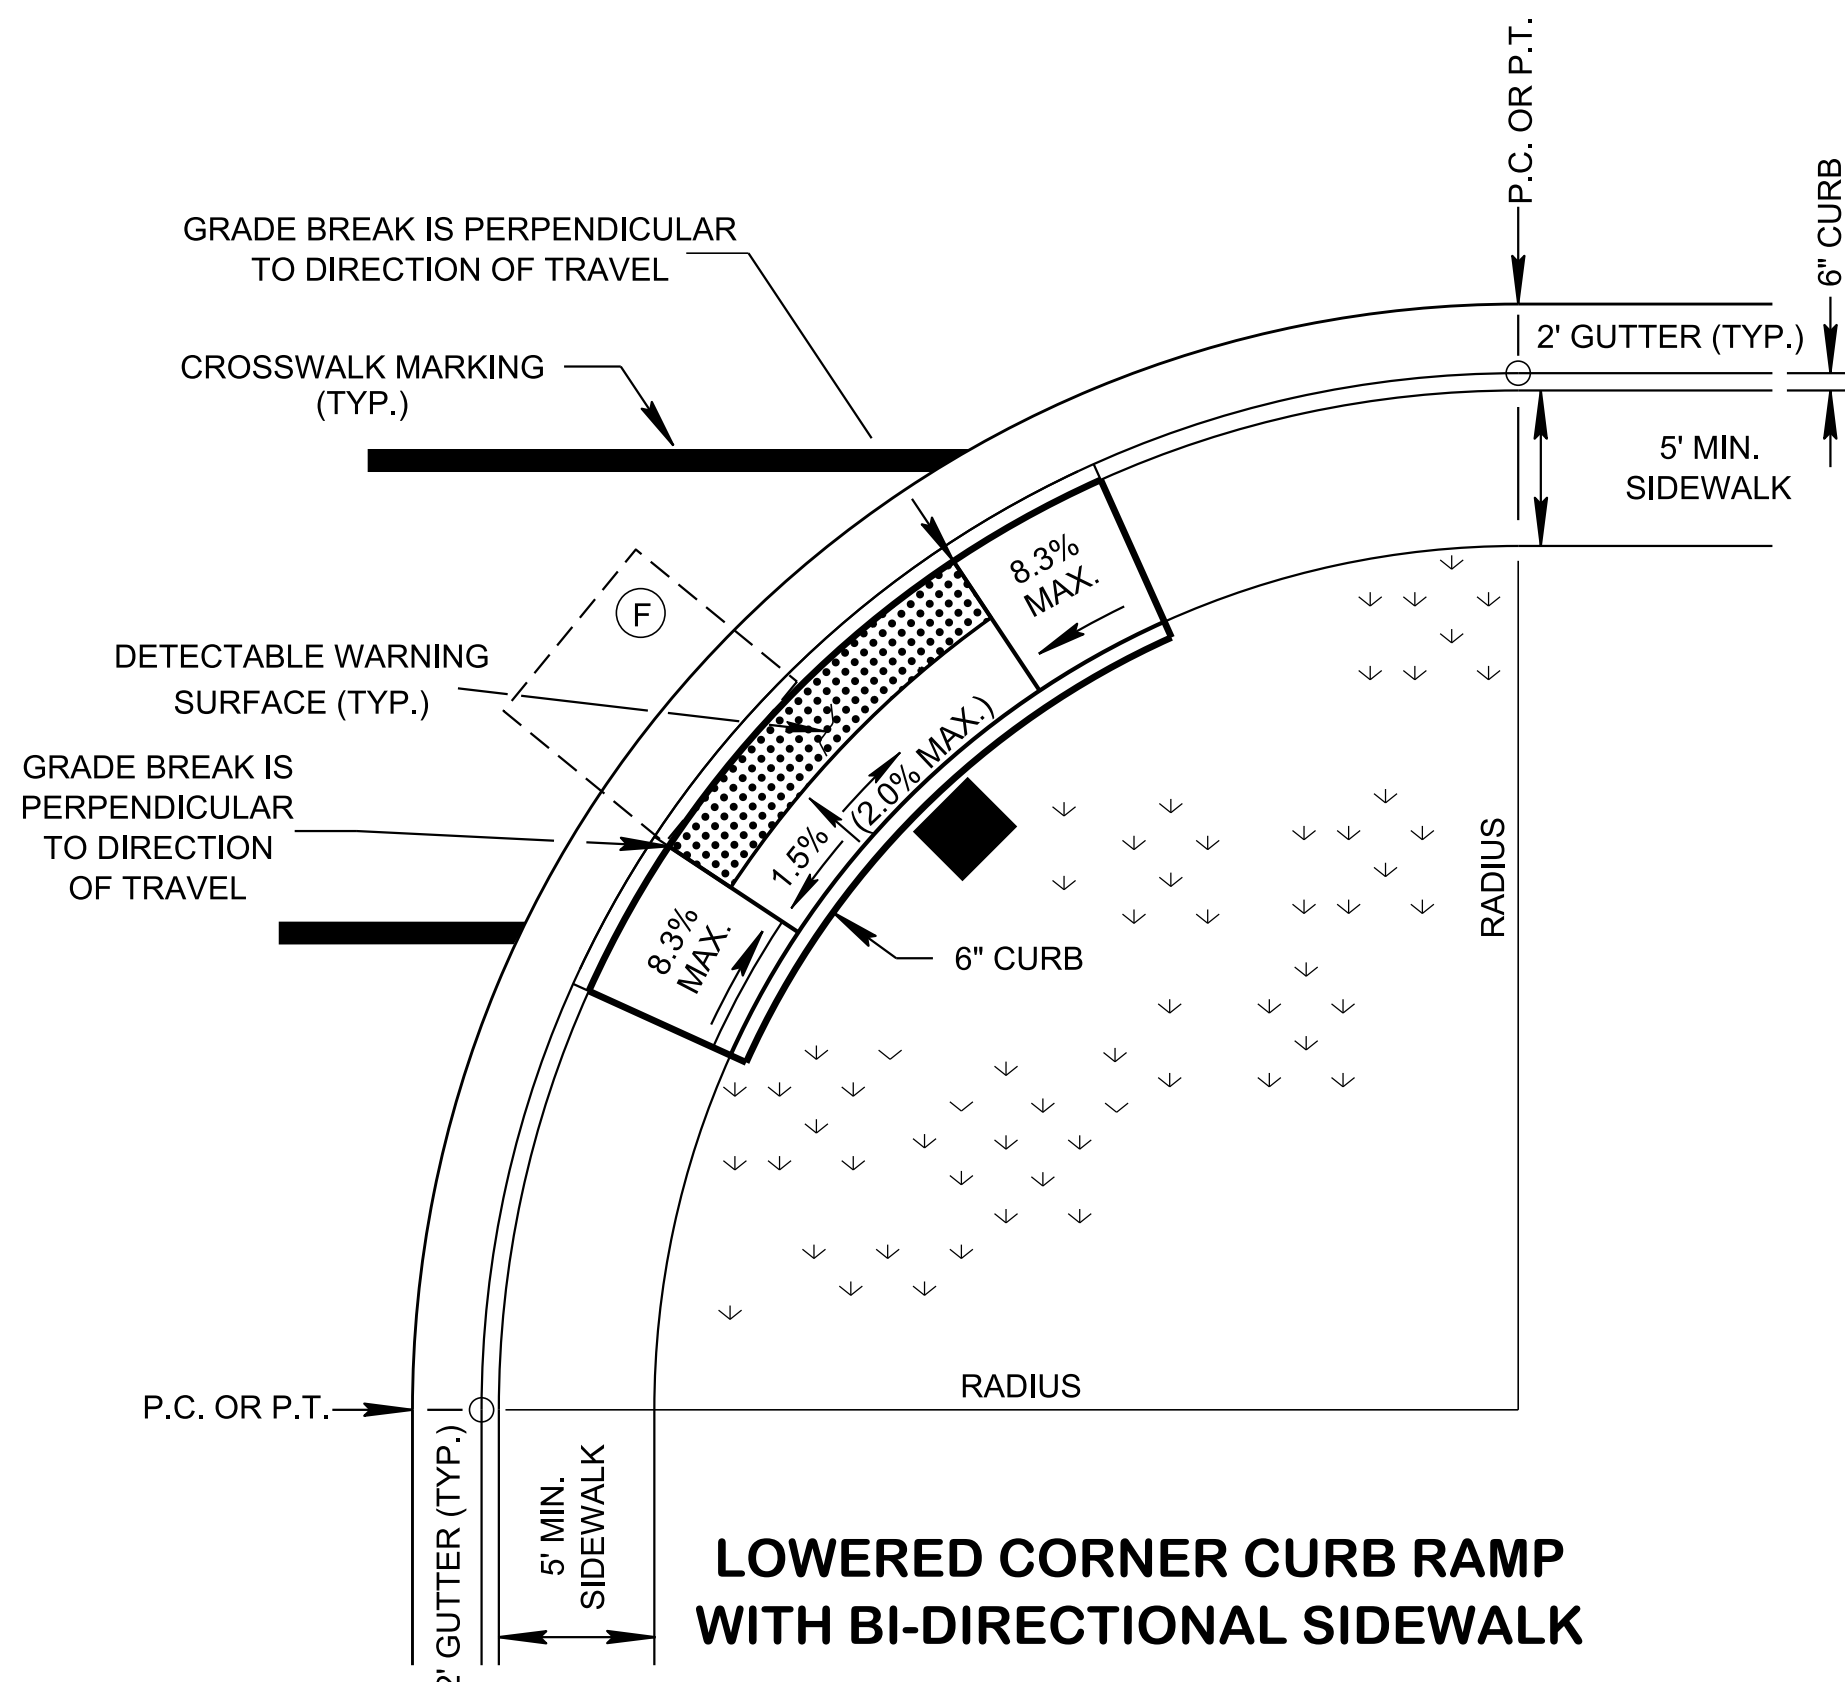 P.C. OR P.T.
6" CURB
GRADE BREAK IS PERPENDICULAR
TO DIRECTION OF TRAVEL
2' GUTTER (TYP.)
CROSSWALK MARKING
(TYP.)
5' MIN.
SIDEWALK
8.3%
MAX.
F
DETECTABLE WARNING
SURFACE (TYP.)
GRADE BREAK IS
PERPENDICULAR
TO DIRECTION
OF TRAVEL
1.5%
(2.0% MAX.)
8.3%
MAX.
6" CURB
RADIUS
RADIUS
P.C. OR P.T.
2' GUTTER (TYP.)
5' MIN.
SIDEWALK
LOWERED CORNER CURB RAMP
WITH BI-DIRECTIONAL SIDEWALK